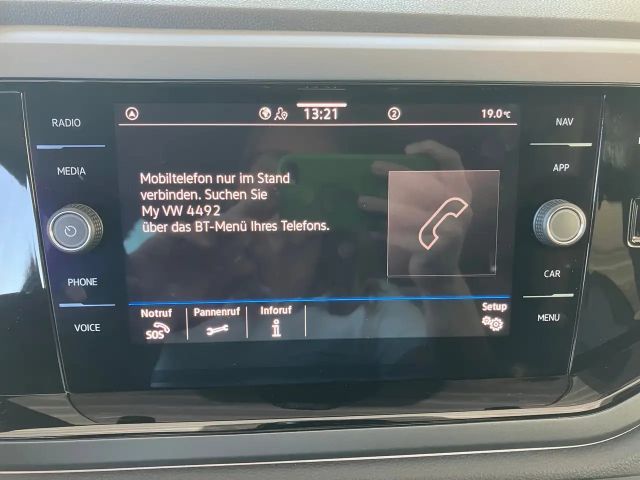 RADIO
MEDIA
PHONE
VOICE
13:21
2
19.0°C
Mobiltelefon nur im Stand
verbinden. Suchen Sie
My VW 4492
über das BT-Menü Ihres Telefons.
Notruf
SOS
Pannenruf
Inforuf
Setup
NAV
APP
CAR
MENU